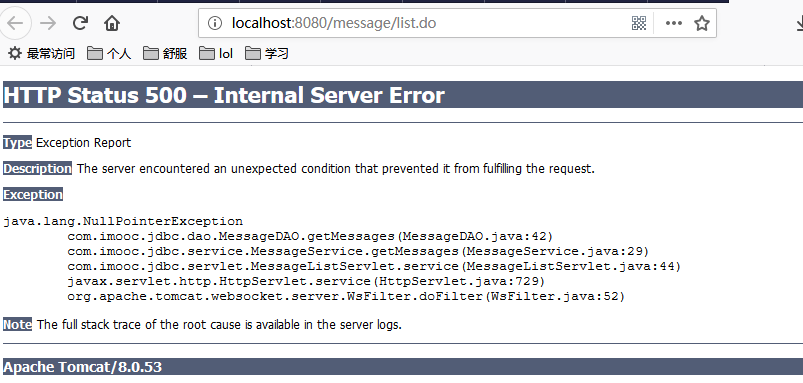 localhost:8080/message/list.do
最常访问 个人 舒服 lol 学习
HTTP Status 500 – Internal Server Error
Type Exception Report
Description The server encountered an unexpected condition that prevented it from fulfilling the request.
Exception
java.lang.NullPointerException
com.imooc.jdbc.dao.MessageDAO.getMessages(MessageDAO.java:42)
com.imooc.jdbc.service.MessageService.getMessages(MessageService.java:29)
com.imooc.jdbc.servlet.MessageListServlet.service(MessageListServlet.java:44)
javax.servlet.http.HttpServlet.service(HttpServlet.java:729)
org.apache.tomcat.websocket.server.WsFilter.doFilter(WsFilter.java:52)
Note The full stack trace of the root cause is available in the server logs.
Apache Tomcat/8.0.53